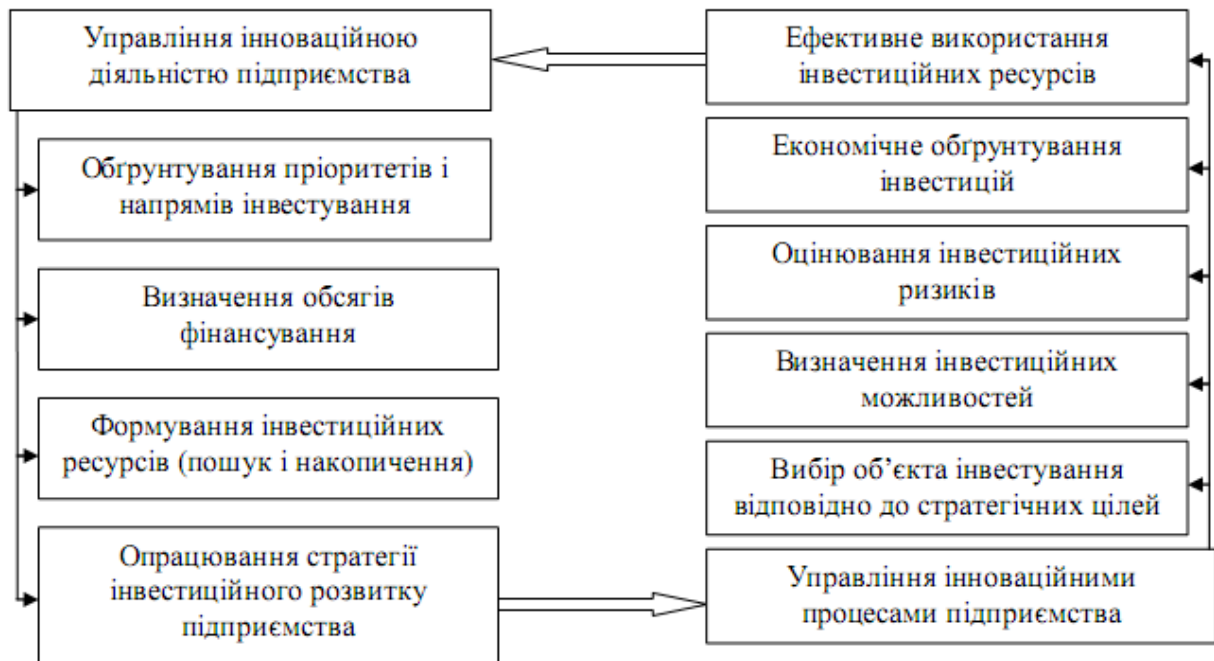 Управління інноваційною
діяльністю підприємства
Обґрунтування пріоритетів і
напрямів інвестування
Визначення обсягів
фінансування
Формування інвестиційних
ресурсів (пошук і накопичення)
Опрацювання стратегії
інвестиційного розвитку
підприємства
Ефективне використання
інвестиційних ресурсів
Економічне обґрунтування
інвестицій
Оцінювання інвестиційних
ризиків
Визначення інвестиційних
можливостей
Вибір об’єкта інвестування
відповідно до стратегічних цілей
Управління інноваційними
процесами підприємства